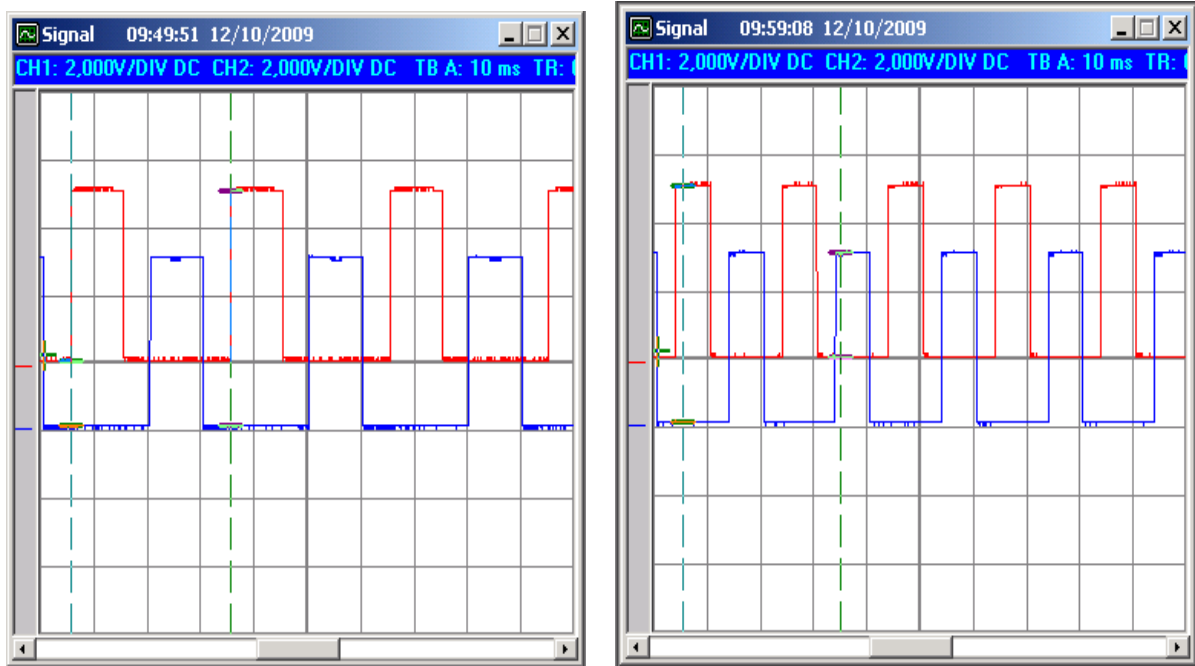 Signal 09:49:51 12/10/2009
CH1: 2,000V/DIV DC CH2: 2,000V/DIV DC TB A: 10 ms TR:
Signal 09:59:08 12/10/2009
CH1: 2,000V/DIV DC CH2: 2,000V/DIV DC TB A: 10 ms TR: